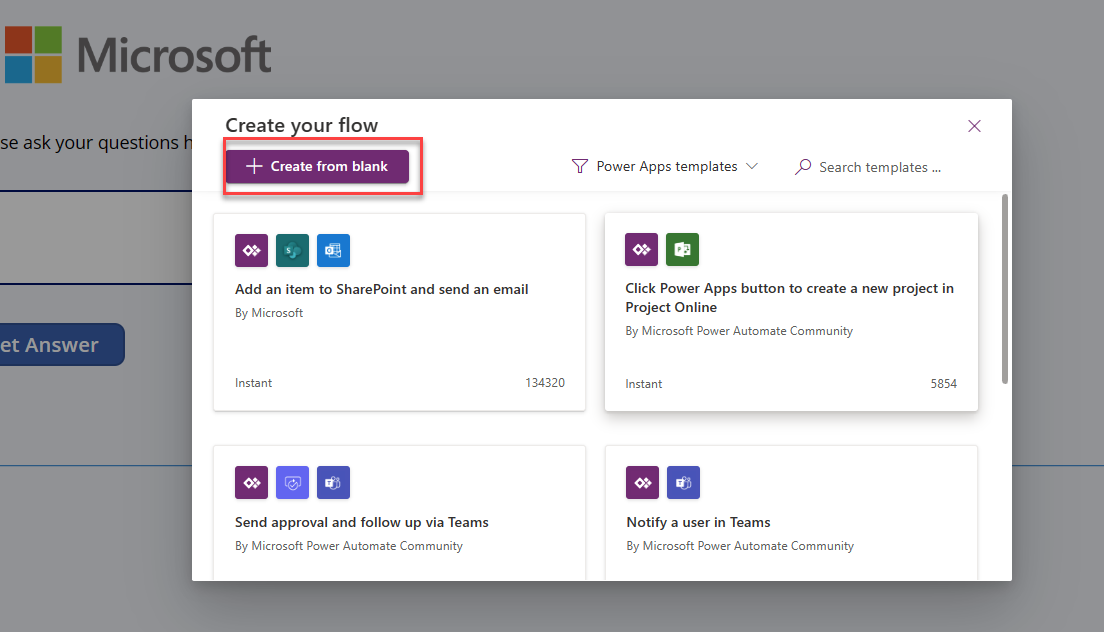 Microsoft
se ask your questions h
et Answer
Create your flow
Create from blank
Power Apps templates
Search templates ...
Add an item to SharePoint and send an email
By Microsoft
Instant
134320
Click Power Apps button to create a new project in
Project Online
By Microsoft Power Automate Community
Instant
5854
Send approval and follow up via Teams
By Microsoft Power Automate Community
Notify a user in Teams
By Microsoft Power Automate Community